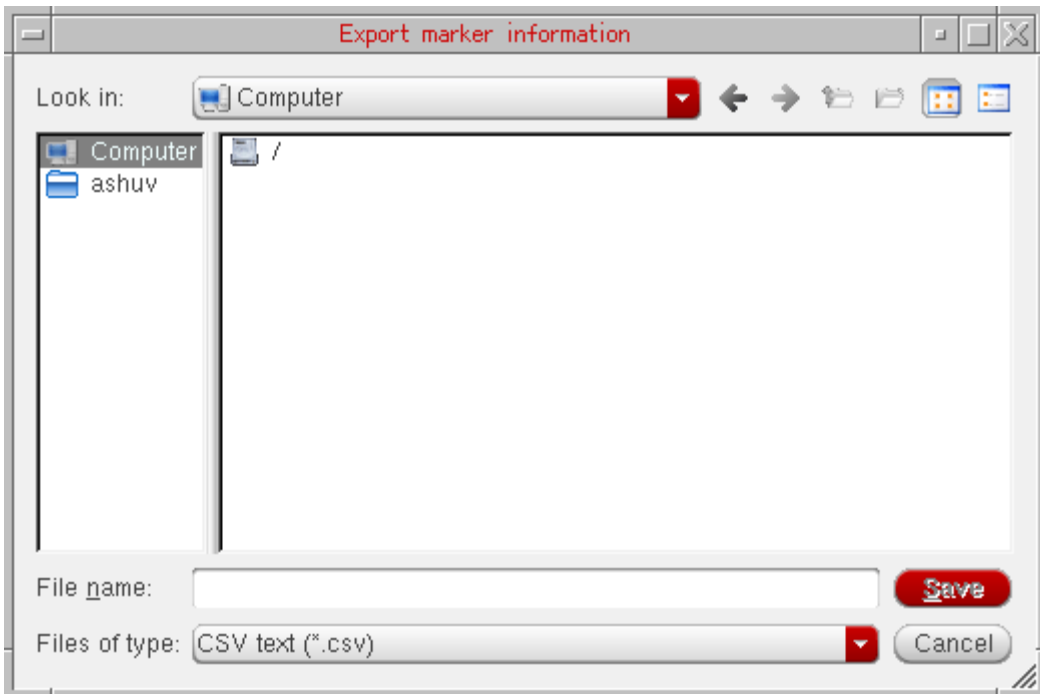 Export marker information
Look in: Computer
Computer /
ashuv
File name: Save
Files of type: CSV text (*.csv) Cancel